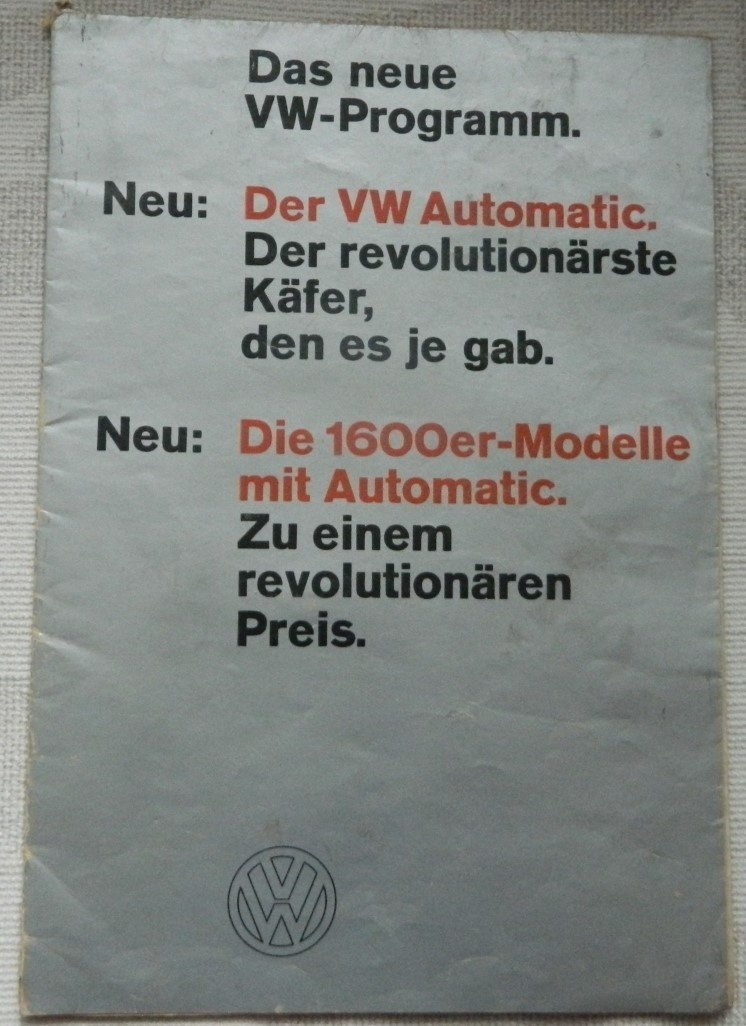 Das neue
VW-Programm.
Neu: Der VW Automatic.
Der revolutionärste
Käfer,
den es je gab.
Neu: Die 1600er-Modelle
mit Automatic.
Zu einem
revolutionären
Preis.
VW